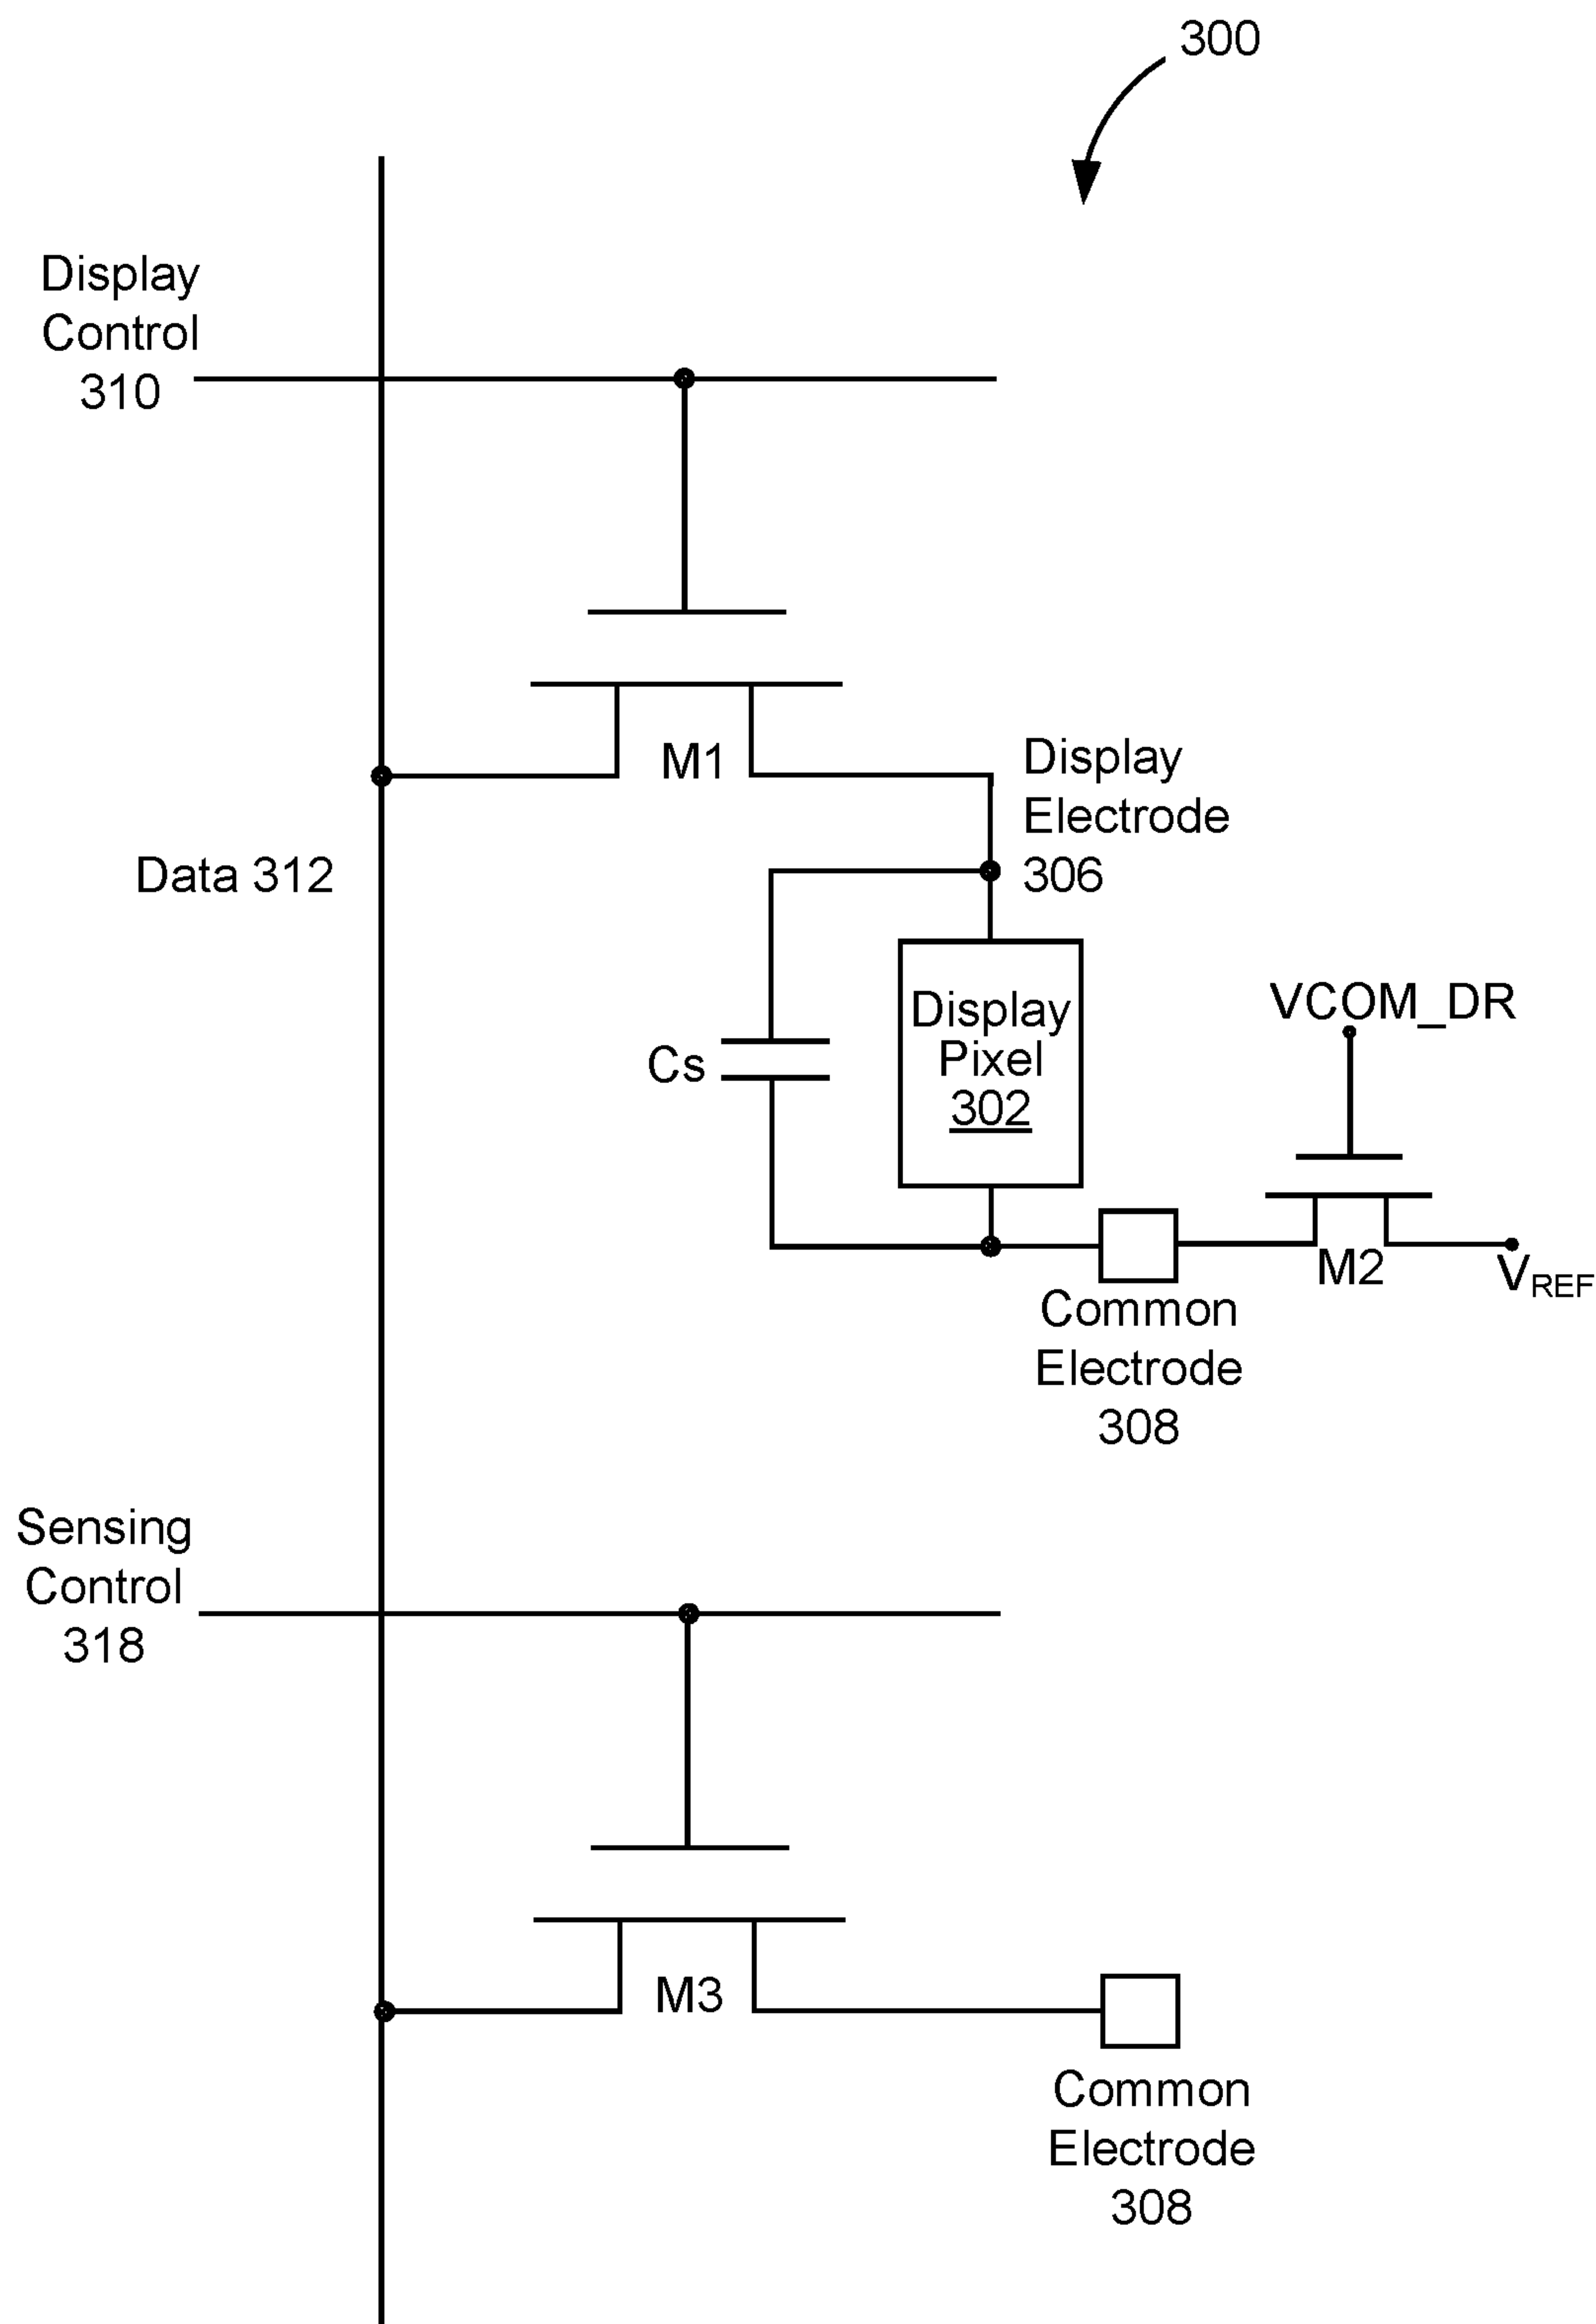 300
Display
Control
310
M1
Display
Electrode
306
Data 312
Display
Pixel
302
Cs
VCOM_DR
M2
VREF
Common
Electrode
308
Sensing
Control
318
M3
Common
Electrode
308